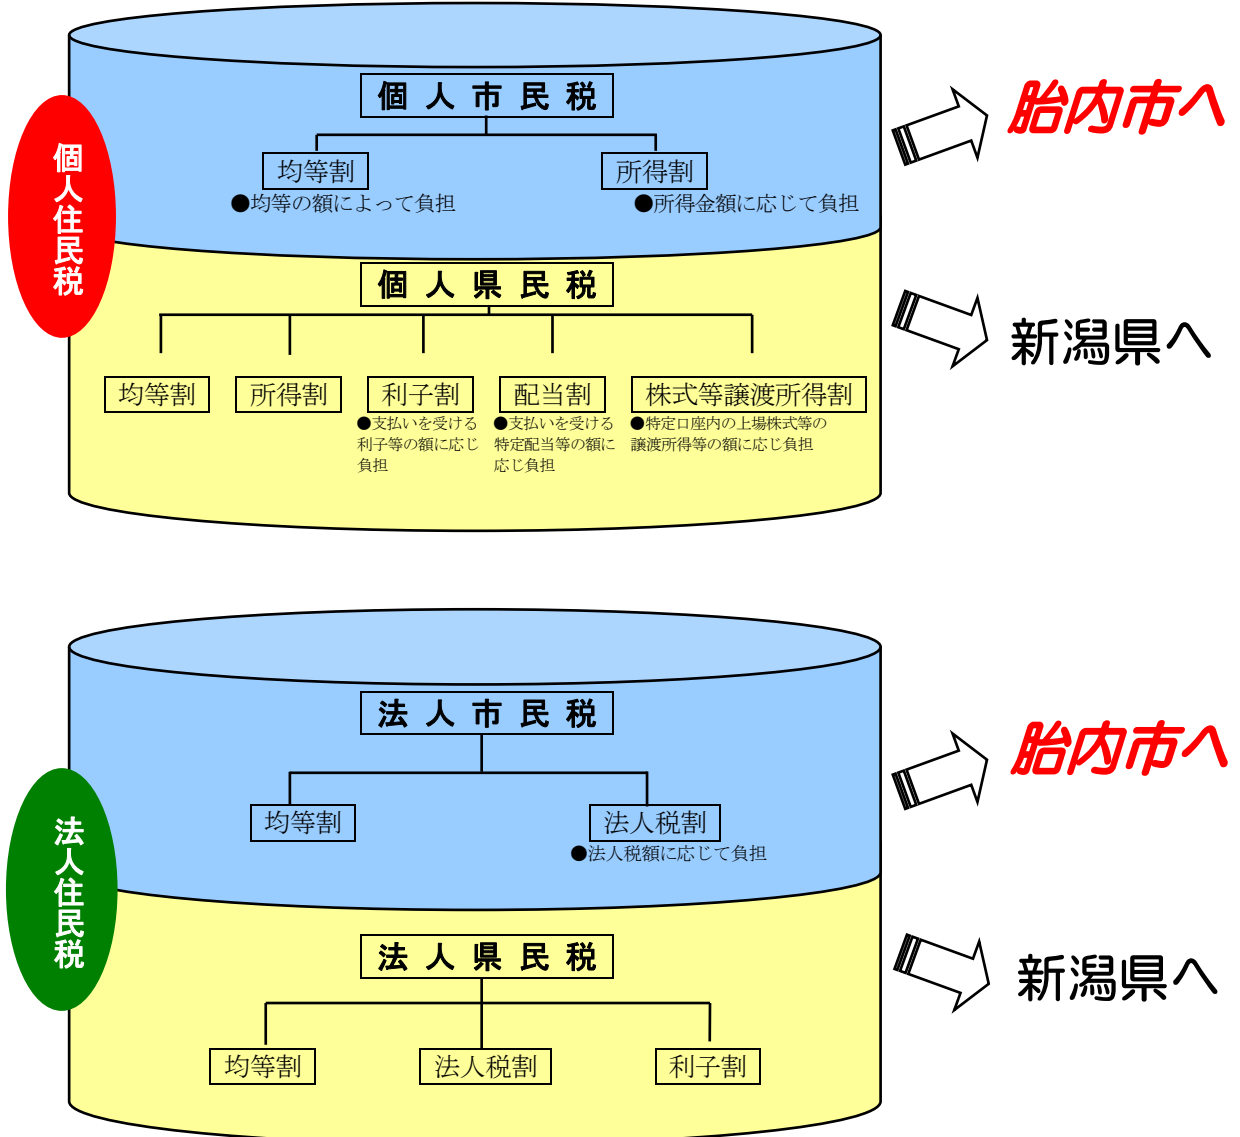 個人住民税
個人市民税
均等割
所得割
●均等の額によって負担
●所得金額に応じて負担
胎内市へ
個人県民税
均等割
所得割
利子割
配当割
株式等譲渡所得割
●支払いを受ける
利子等の額に応じ
負担
●支払いを受ける
特定配当等の額に
応じ負担
●特定口座内の上場株式等の
譲渡所得等の額に応じ負担
新潟県へ
法人住民税
法人市民税
均等割
法人税割
●法人税額に応じて負担
胎内市へ
法人県民税
均等割
法人税割
利子割
新潟県へ